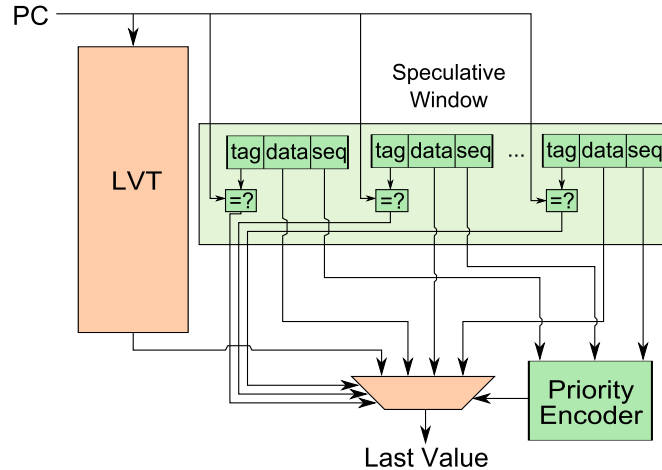 PC
Speculative
Window
LVT
tag data seq
tag data seq
...
tag data seq
=?
=?
=?
Priority
Encoder
Last Value